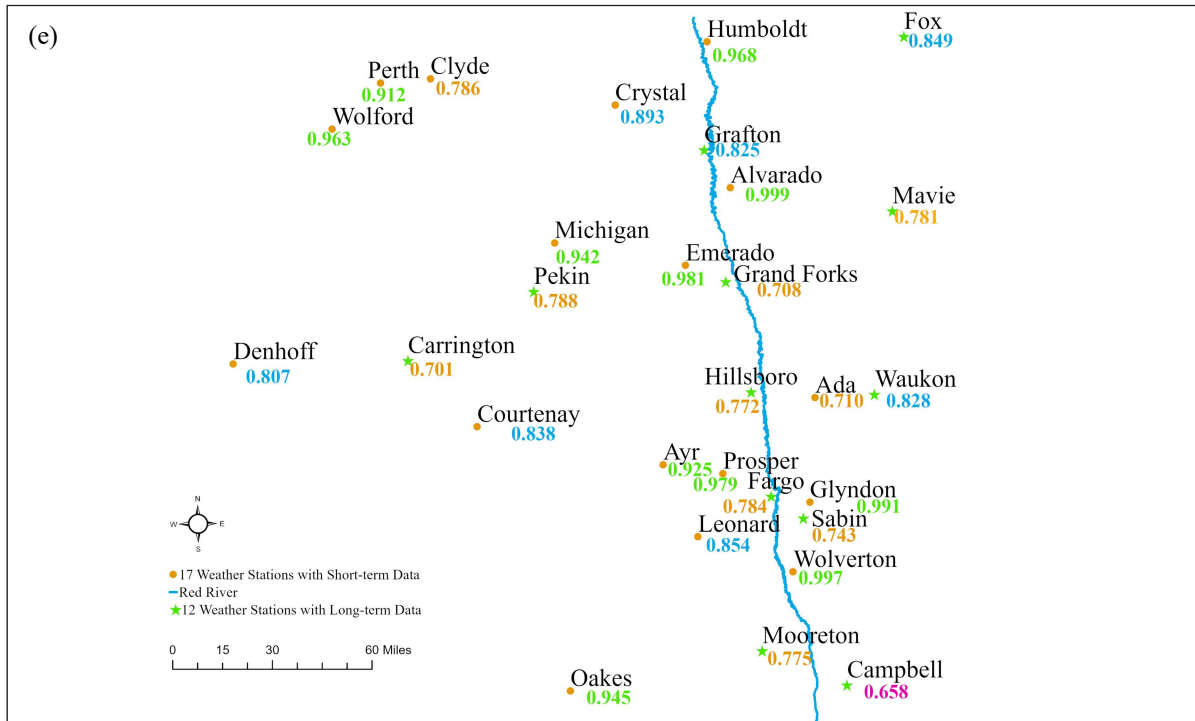 (e)
Fox
0.849
Humboldt
0.968
Clyde
0.786
Perth
0.912
Crystal
0.893
Wolford
0.963
Grafton
0.825
Alvarado
0.999
Mavie
0.781
Michigan
0.942
Emerado
0.981
Grand Forks
0.708
Pekin
0.788
Denhoff
0.807
Carrington
0.701
Hillsboro
0.772
Ada
0.710
Waukon
0.828
Courtenay
0.838
Ayr
0.925
Prosper
0.979
Fargo
0.784
Glyndon
0.991
Sabin
0.743
Leonard
0.854
Wolverton
0.997
Mooreton
0.775
Campbell
0.658
Oakes
0.945
N
W E
S
17 Weather Stations with Short-term Data
Red River
12 Weather Stations with Long-term Data
0 15 30 60 Miles